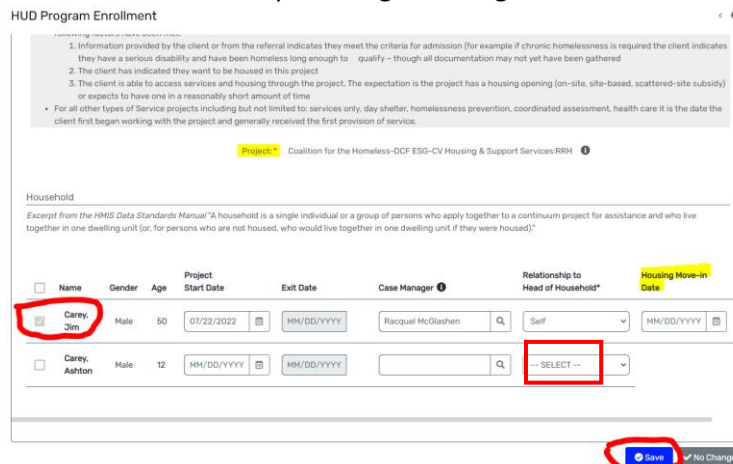 HUD Program Enrollment
1. Information provided by the client or from the referral indicates they meet the criteria for admission (for example if chronic homelessness is required the client indicates
they have a serious disability and have been homeless long enough to qualify – though all documentation may not yet have been gathered
2. The client has indicated they want to be housed in this project
3. The client is able to access services and housing through the project. The expectation is the project has a housing opening (on-site, site-based, scattered-site subsidy)
or expects to have one in a reasonably short amount of time
• For all other types of Service projects including but not limited to: services only, day shelter, homelessness prevention, coordinated assessment, health care it is the date the
client first began working with the project and generally received the first provision of service.
Project:* Coalition for the Homeless-DCF ESG-CV Housing & Support Services:RRH
Household
Excerpt from the HMIS Data Standards Manual "A household is a single individual or a group of persons who apply together to a continuum project for assistance and who live
together in one dwelling unit (or, for persons who are not housed, who would live together in one dwelling unit if they were housed)."
Name Gender Age Project Start Date Exit Date Case Manager Relationship to Head of Household* Housing Move-in Date
Carey, Jim Male 50 07/22/2022 MM/DD/YYYY Racquel McGlashen Self MM/DD/YYYY
Carey, Ashton Male 12 MM/DD/YYYY MM/DD/YYYY -- SELECT --
Save No Change